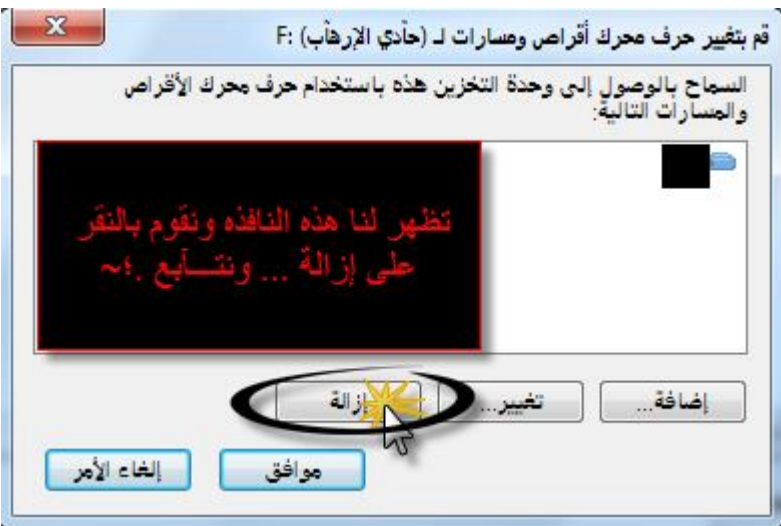 قم بتغيير حرف محرك أقراص ومسارات لـ (حآدي الإرهآب) F:
السماح بالوصول إلى وحدة التخزين هذه باستخدام حرف محرك الأقراص
والمسارات التالية:
تظهر لنا هذه النافذه ونقوم بالنقر
على إزالة ... ونتـــآبع .؛~
إضافة...
تغيير...
إزالة
موافق
إلغاء الأمر